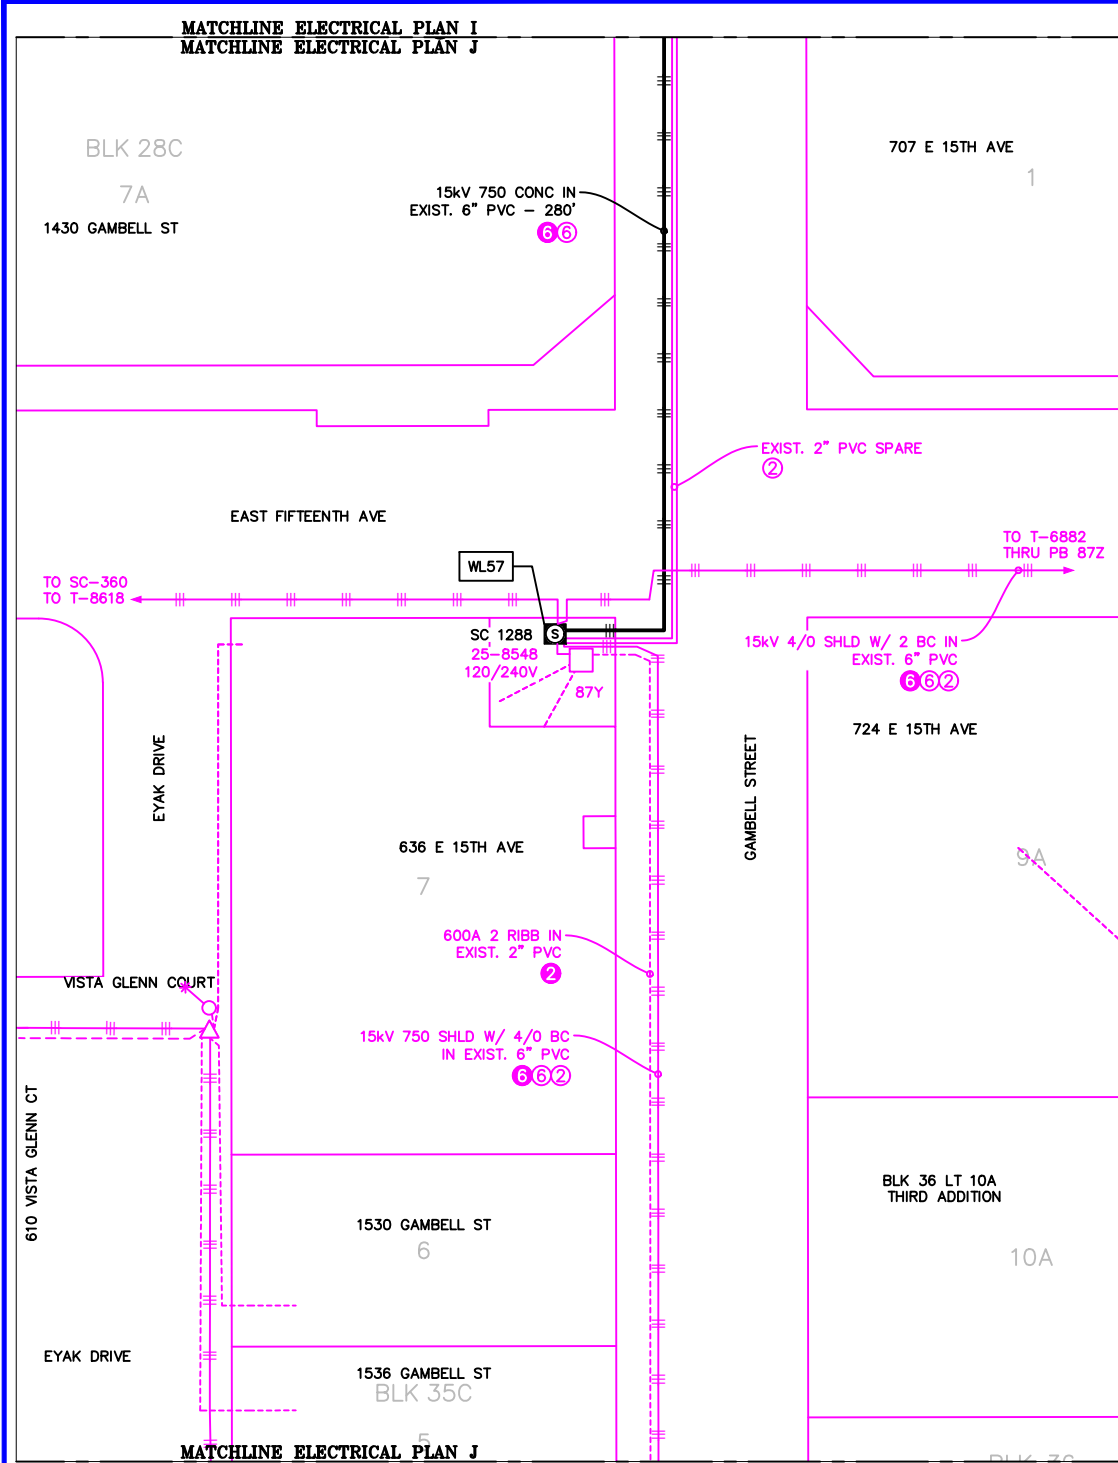 MATCHLINE ELECTRICAL PLAN I
MATCHLINE ELECTRICAL PLAN J
BLK 28C
7A
1430 GAMBELL ST
15kV 750 CONC IN
EXIST. 6" PVC – 280'
6 6
707 E 15TH AVE
1
EXIST. 2" PVC SPARE
2
EAST FIFTEENTH AVE
TO T–6882
THRU PB 87Z
WL57
TO SC–360
TO T–8618
SC 1288
S
25–8548
120/240V
87Y
15kV 4/0 SHLD W/ 2 BC IN
EXIST. 6" PVC
6 6 2
724 E 15TH AVE
EYAK DRIVE
GAMBELL STREET
636 E 15TH AVE
7
9A
600A 2 RIBB IN
EXIST. 2" PVC
2
VISTA GLENN COURT
15kV 750 SHLD W/ 4/0 BC
IN EXIST. 6" PVC
6 6 2
610 VISTA GLENN CT
BLK 36 LT 10A
THIRD ADDITION
1530 GAMBELL ST
6
10A
EYAK DRIVE
1536 GAMBELL ST
BLK 35C
5
MATCHLINE ELECTRICAL PLAN J